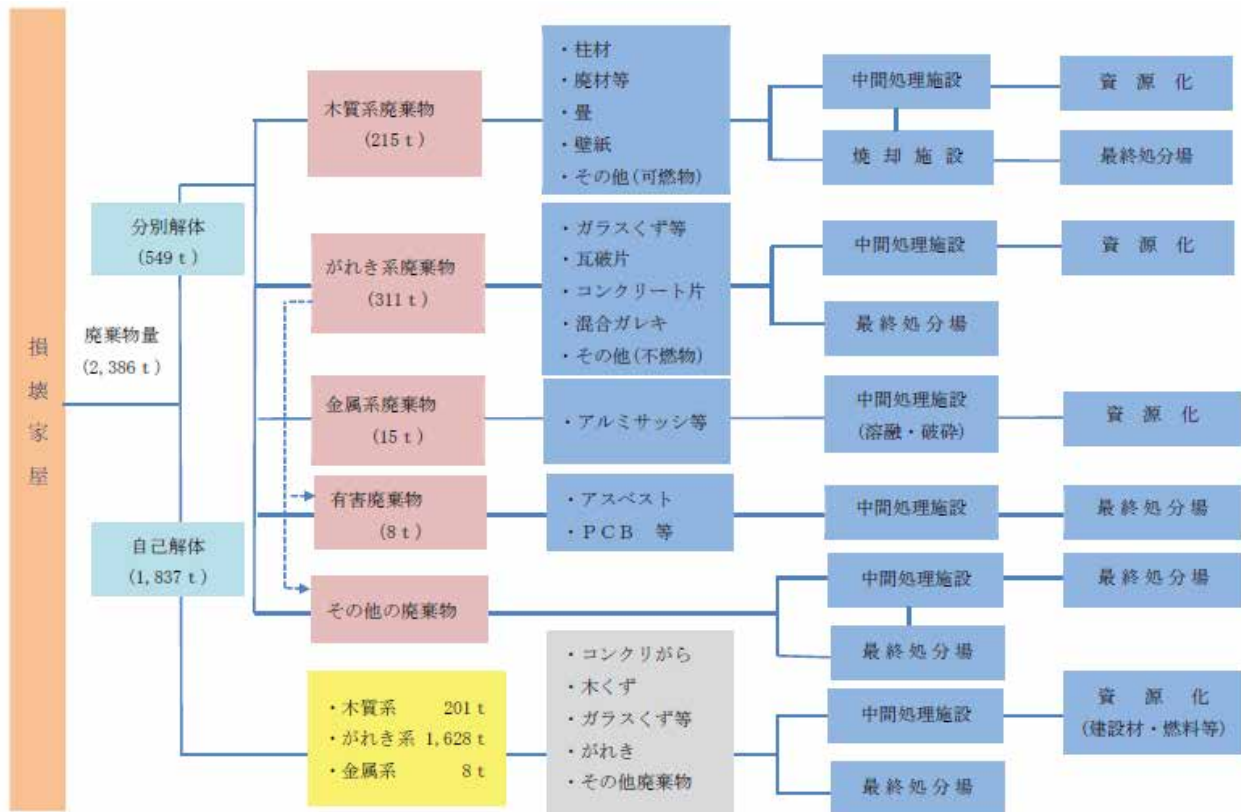 損壊家屋
廃棄物量
(2,386 t)
分別解体
(549 t)
自己解体
(1,837 t)
木質系廃棄物
(215 t)
・柱材
・廃材等
・畳
・壁紙
・その他(可燃物)
中間処理施設
資源化
焼却施設
最終処分場
がれき系廃棄物
(311 t)
・ガラスくず等
・瓦破片
・コンクリート片
・混合ガレキ
・その他(不燃物)
中間処理施設
資源化
最終処分場
金属系廃棄物
(15 t)
・アルミサッシ等
中間処理施設
(溶融・破砕)
資源化
有害廃棄物
(8 t)
・アスベスト
・PCB 等
中間処理施設
最終処分場
その他の廃棄物
中間処理施設
最終処分場
最終処分場
・木質系 201 t
・がれき系 1,628 t
・金属系 8 t
・コンクリがら
・木くず
・ガラスくず等
・がれき
・その他廃棄物
中間処理施設
資源化
(建設材・燃料等)
最終処分場